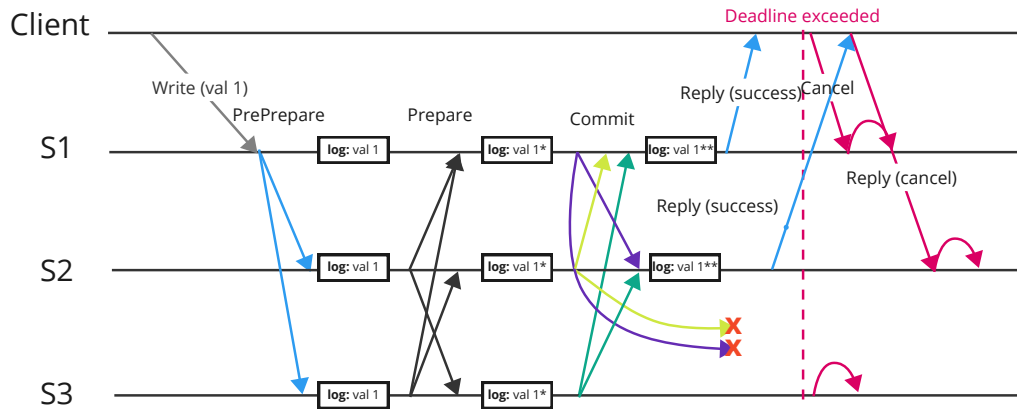 Deadline exceeded
Client
Write (val 1)
Reply (success)
Cancel
PrePrepare
Prepare
Commit
S1
log: val 1
log: val 1*
log: val 1**
Reply (cancel)
Reply (success)
S2
log: val 1
log: val 1*
log: val 1**
X
X
S3
log: val 1
log: val 1*